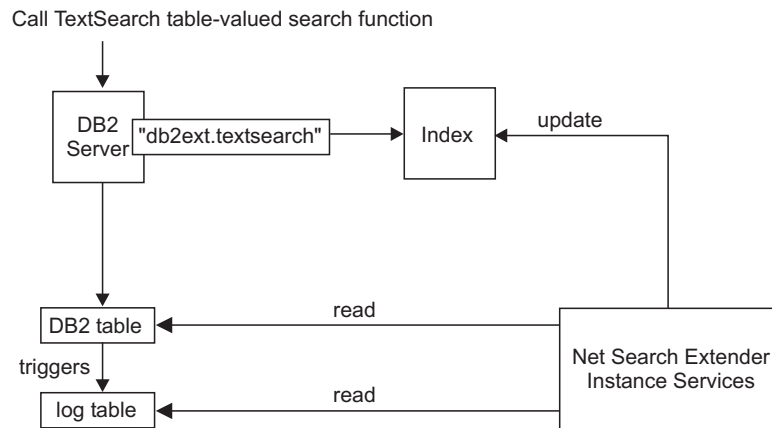 Call TextSearch table-valued search function
DB2
Server
"db2ext.textsearch"
Index
update
DB2 table
read
triggers
log table
read
Net Search Extender
Instance Services